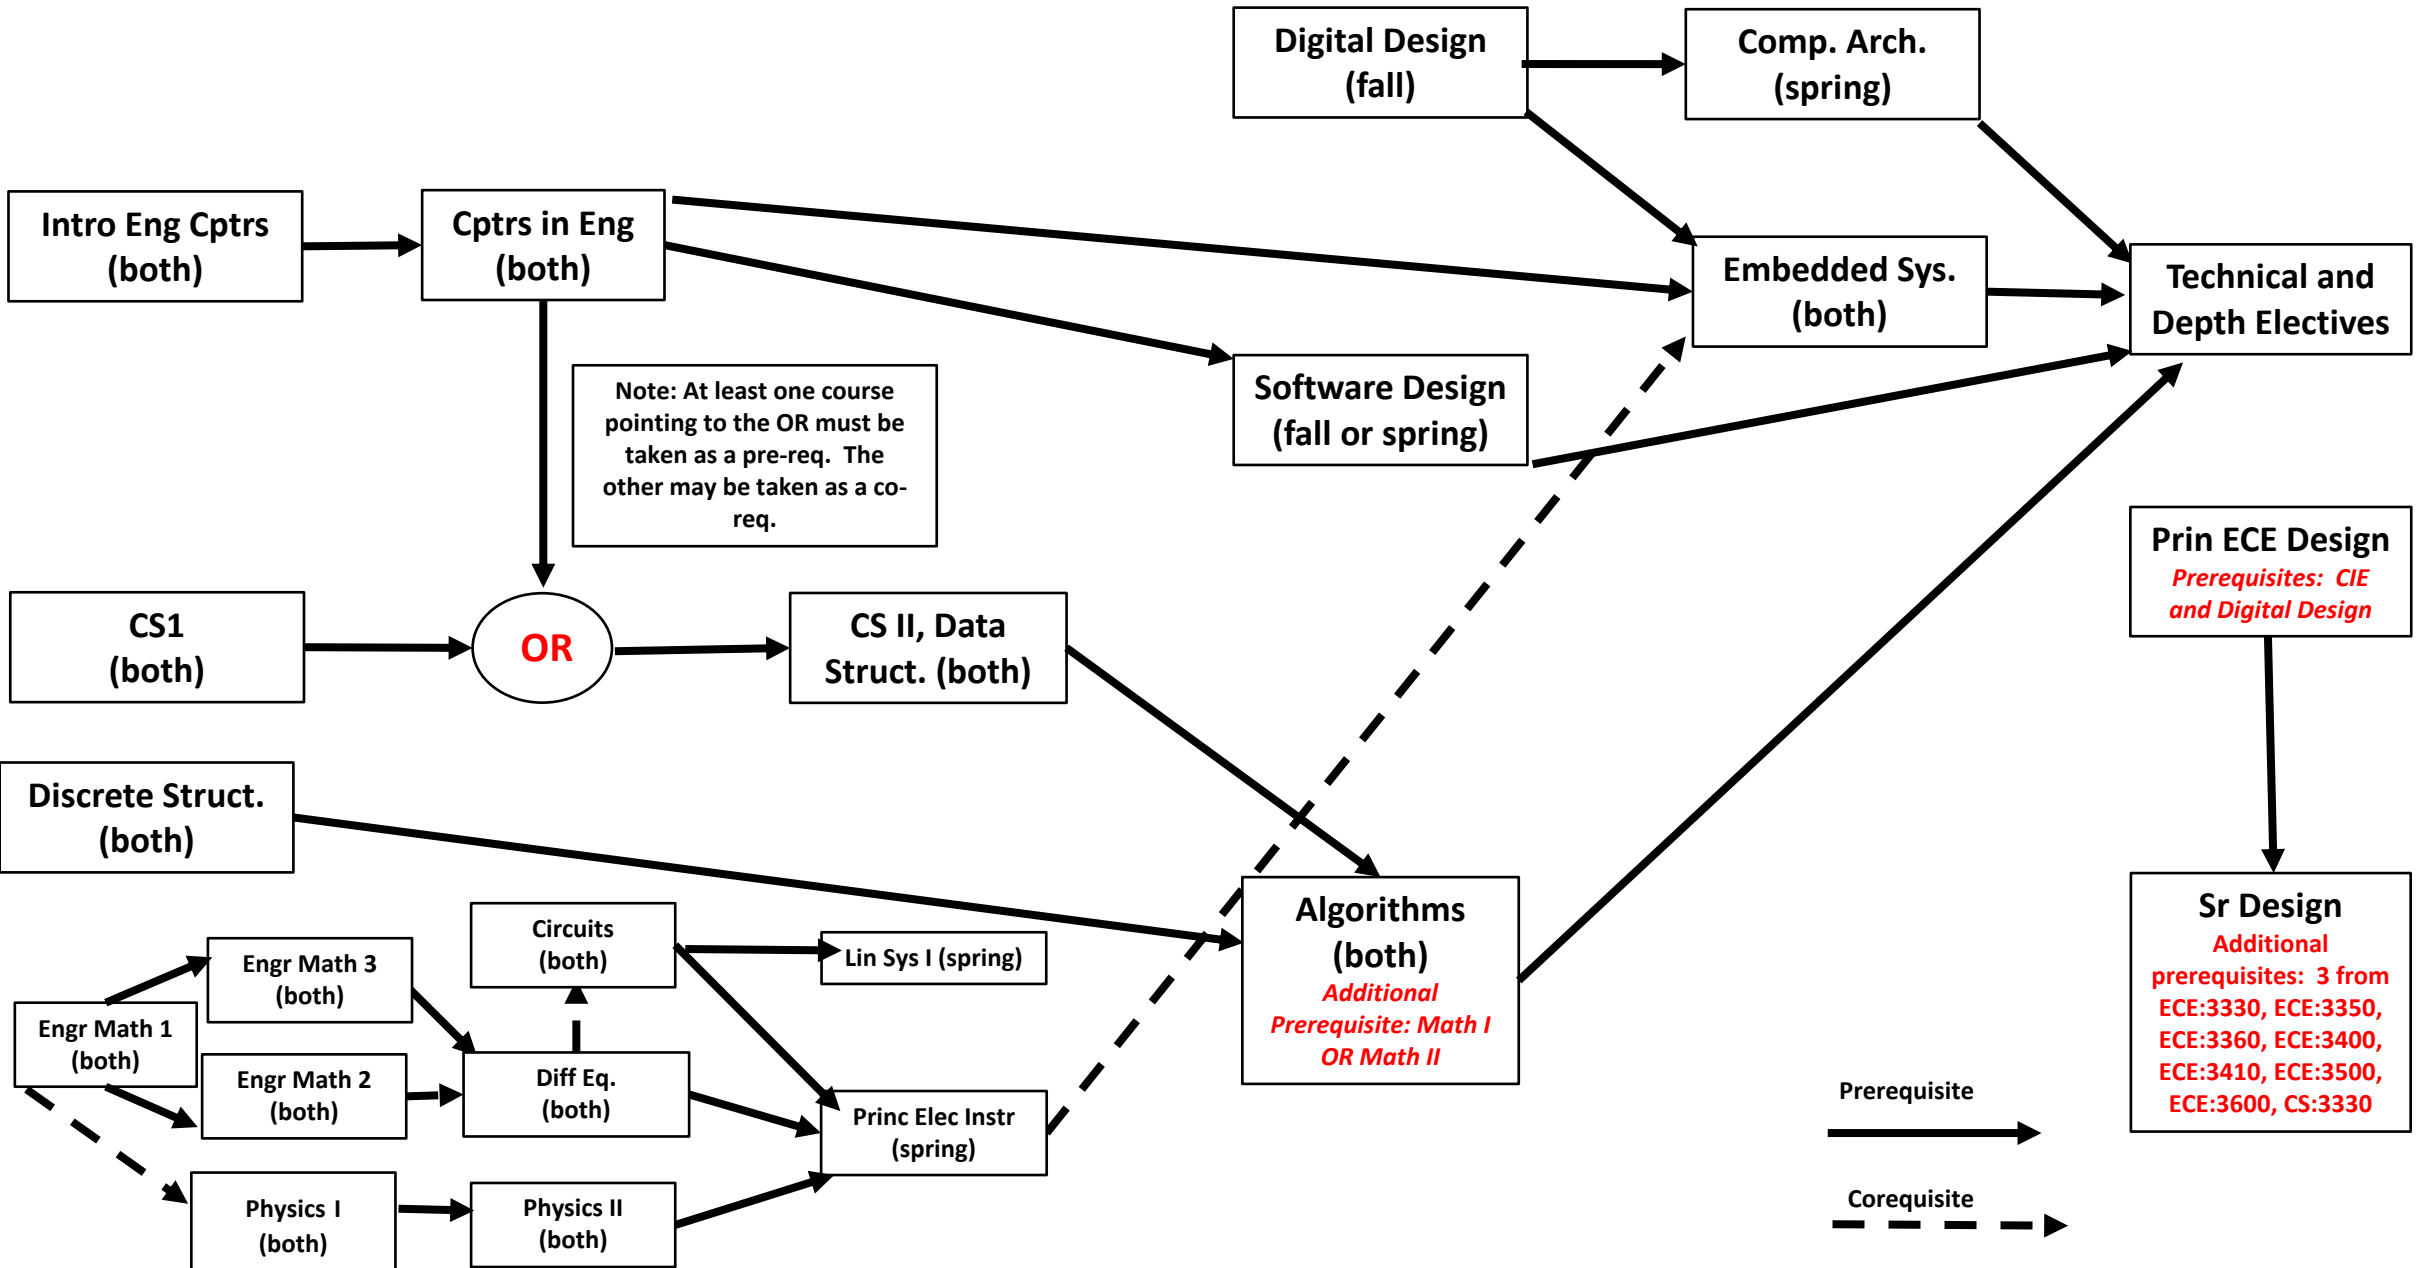 Digital Design
(fall)
Comp. Arch.
(spring)
Intro Eng Cptrs
(both)
Cptrs in Eng
(both)
Embedded Sys.
(both)
Technical and
Depth Electives
Note: At least one course
pointing to the OR must be
taken as a pre-req.  The
other may be taken as a co-
req.
Software Design
(fall or spring)
Prin ECE Design
Prerequisites:  CIE
and Digital Design
CS1
(both)
OR
CS II, Data
Struct. (both)
Discrete Struct.
(both)
Algorithms
(both)
Additional
Prerequisite: Math I
OR Math II
Sr Design
Additional
prerequisites:  3 from
ECE:3330, ECE:3350,
ECE:3360, ECE:3400,
ECE:3410, ECE:3500,
ECE:3600, CS:3330
Circuits
(both)
Lin Sys I (spring)
Engr Math 3
(both)
Engr Math 1
(both)
Engr Math 2
(both)
Diff Eq.
(both)
Princ Elec Instr
(spring)
Physics I
(both)
Physics II
(both)
Prerequisite
Corequisite